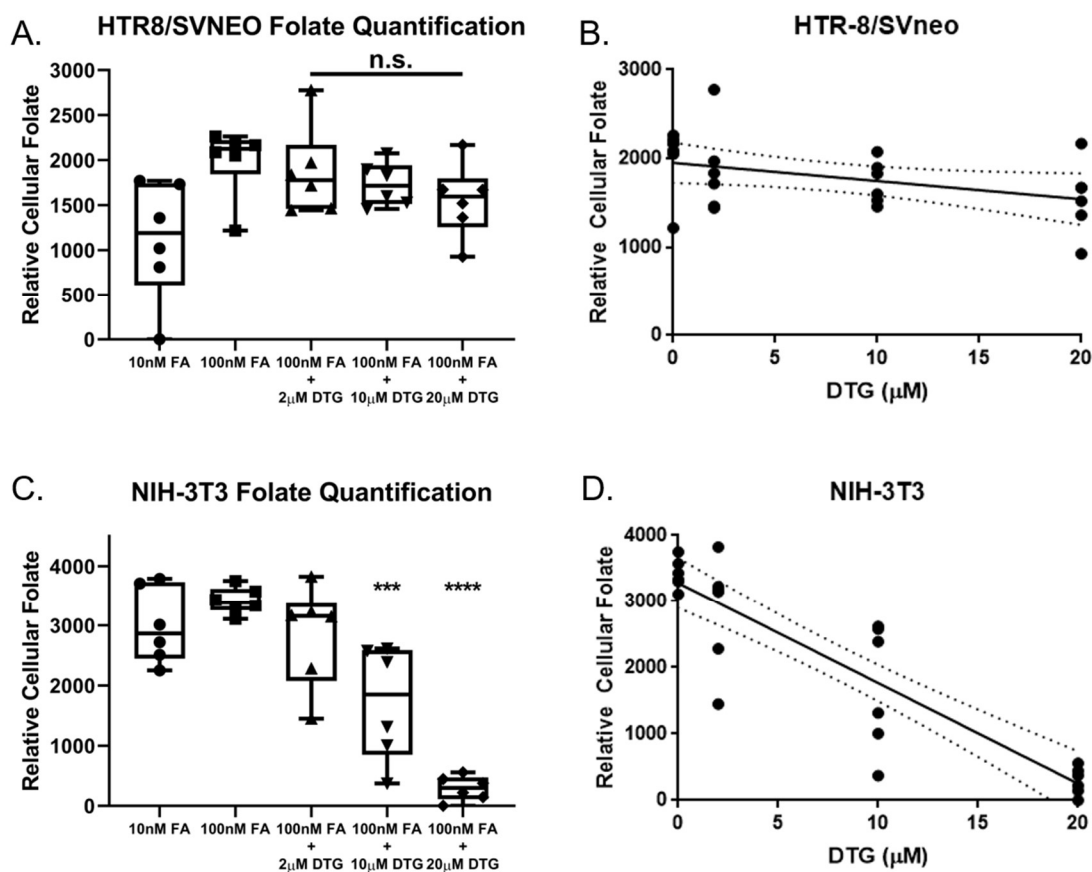 A.
HTR8/SVNEO Folate Quantification
n.s.
Relative Cellular Folate
3000
2500
2000
1500
1000
500
0
10nM FA 100nM FA 100nM FA 100nM FA 100nM FA
+ + +
2μM DTG 10μM DTG 20μM DTG
B.
HTR-8/SVneo
Relative Cellular Folate
3000
2000
1000
0
0 5 10 15 20
DTG (μM)
C.
NIH-3T3 Folate Quantification
*** ****
Relative Cellular Folate
4000
3000
2000
1000
0
10nM FA 100nM FA 100nM FA 100nM FA 100nM FA
+ + +
2μM DTG 10μM DTG 20μM DTG
D.
NIH-3T3
Relative Cellular Folate
4000
3000
2000
1000
0
0 5 10 15 20
DTG (μM)